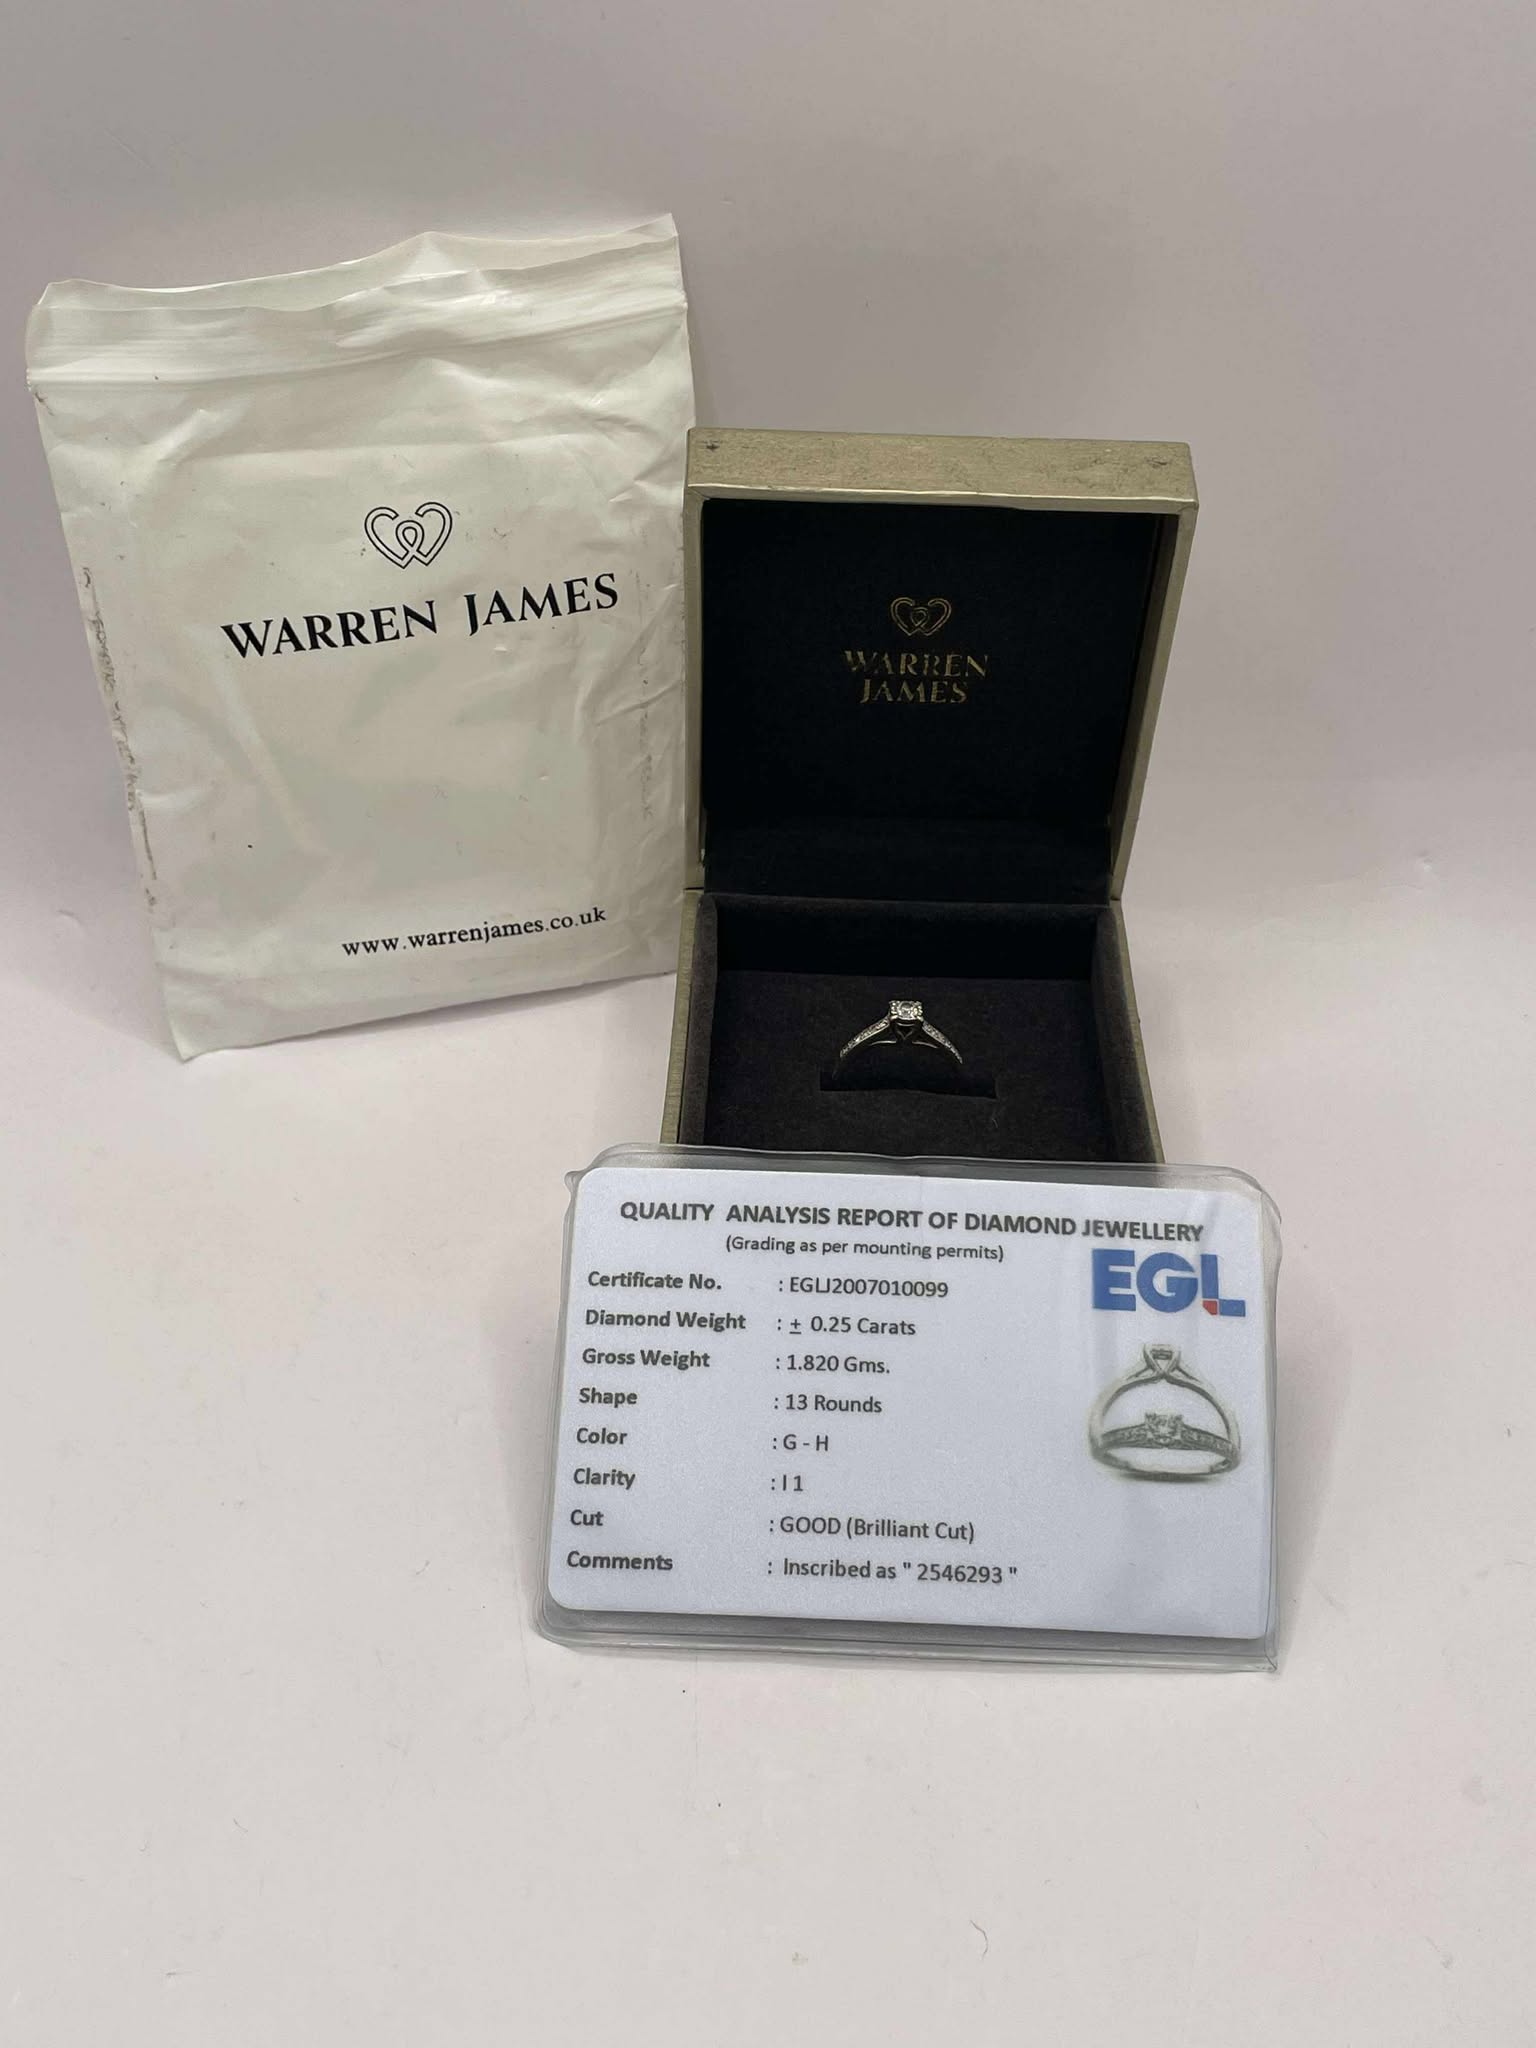 WARREN JAMES
www.warrenjames.co.uk
WARREN
JAMES
QUALITY ANALYSIS REPORT OF DIAMOND JEWELLERY
(Grading as per mounting permits)
EGL
Certificate No. : EGLJ2007010099
Diamond Weight : ± 0.25 Carats
Gross Weight : 1.820 Gms.
Shape : 13 Rounds
Color : G - H
Clarity : I 1
Cut : GOOD (Brilliant Cut)
Comments : Inscribed as " 2546293 "